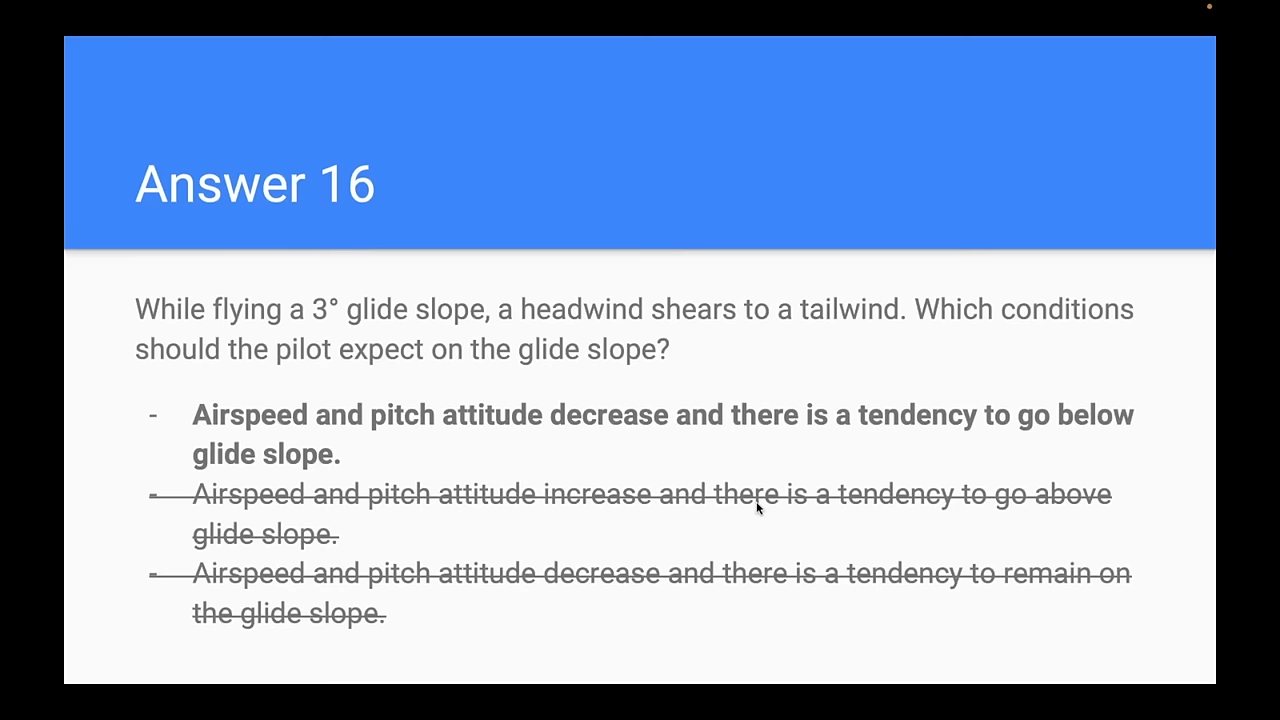 Answer 16
While flying a 3° glide slope, a headwind shears to a tailwind. Which conditions
should the pilot expect on the glide slope?
- Airspeed and pitch attitude decrease and there is a tendency to go below
glide slope.
- Airspeed and pitch attitude increase and there is a tendency to go above
glide slope.
- Airspeed and pitch attitude decrease and there is a tendency to remain on
the glide slope.